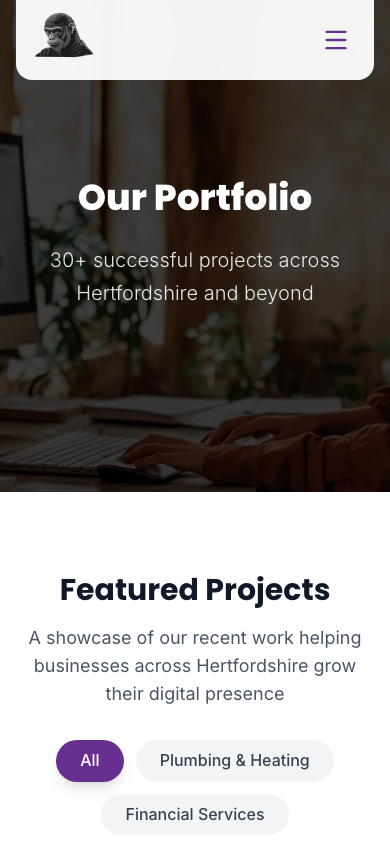 Our Portfolio
30+ successful projects across
Hertfordshire and beyond
Featured Projects
A showcase of our recent work helping
businesses across Hertfordshire grow
their digital presence
All
Plumbing & Heating
Financial Services